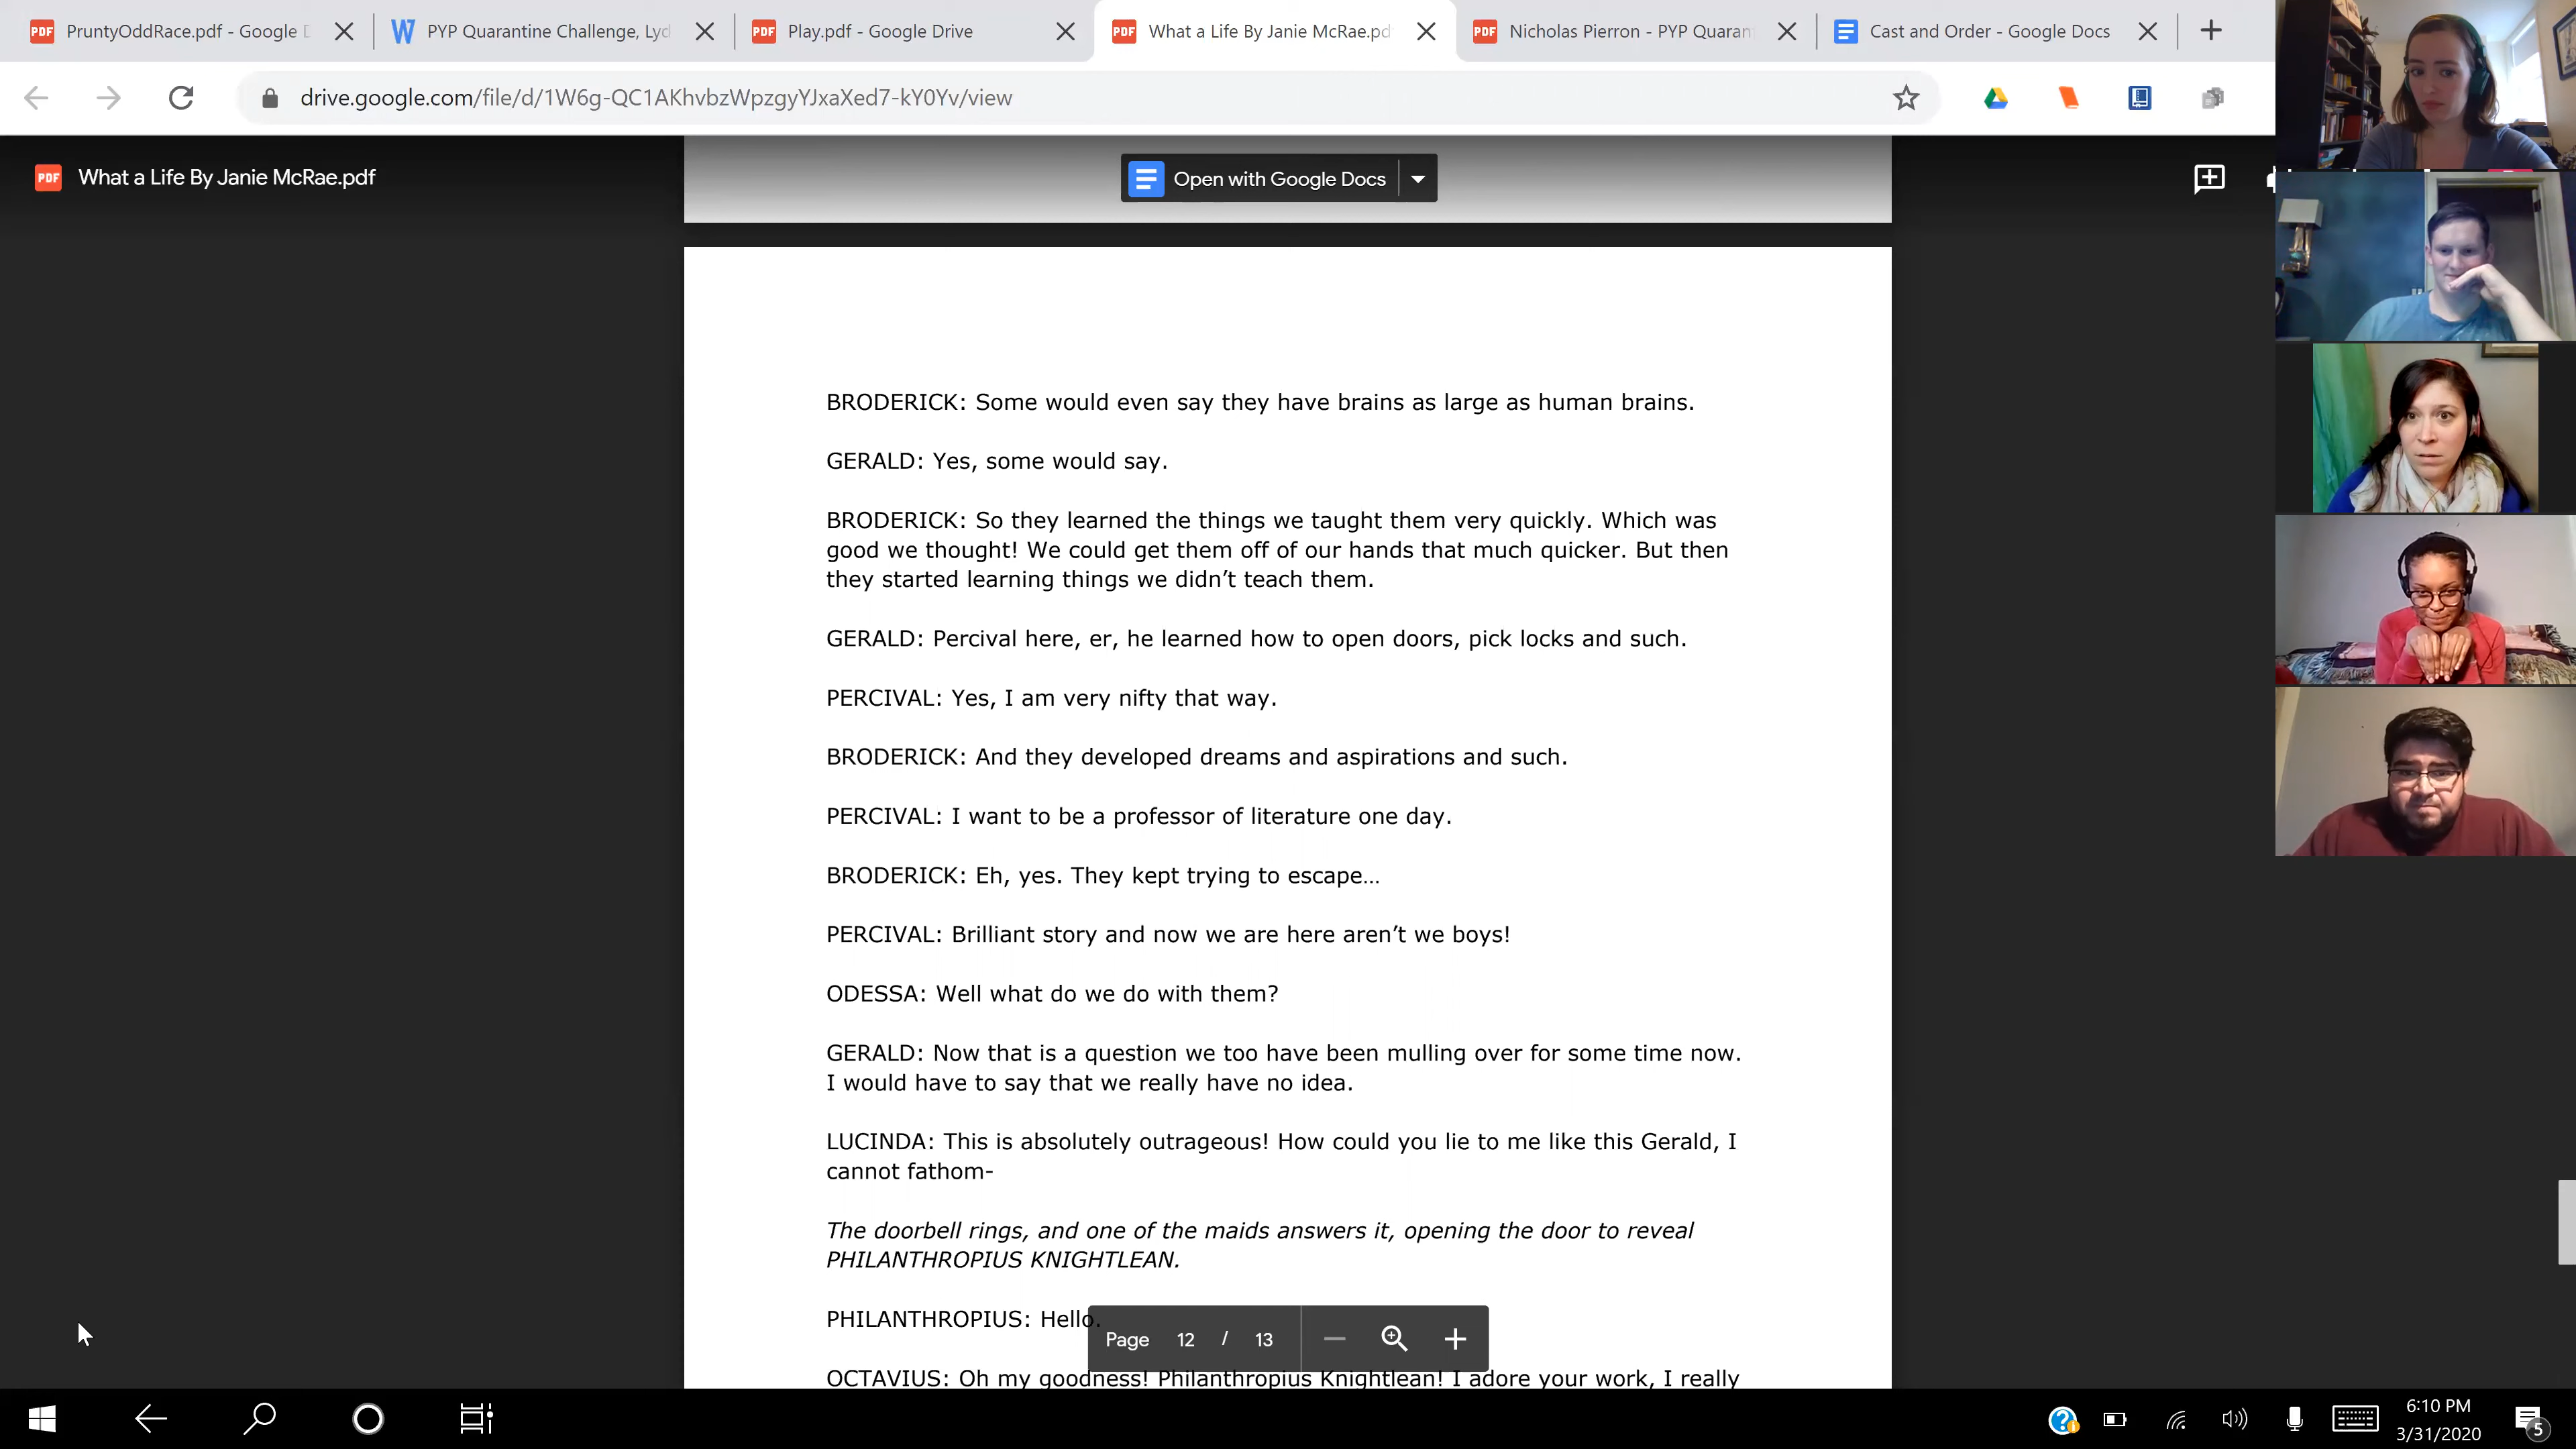 PruntyOddRace.pdf - Google D
PYP Quarantine Challenge, Lyd
Play.pdf - Google Drive
What a Life By Janie McRae.pd
Nicholas Pierron - PYP Quaran
Cast and Order - Google Docs
drive.google.com/file/d/1W6g-QC1AKhvbzWpzgyYJxaXed7-kY0Yv/view
PDF What a Life By Janie McRae.pdf
Open with Google Docs
BRODERICK: Some would even say they have brains as large as human brains.
GERALD: Yes, some would say.
BRODERICK: So they learned the things we taught them very quickly. Which was
good we thought! We could get them off of our hands that much quicker. But then
they started learning things we didn’t teach them.
GERALD: Percival here, er, he learned how to open doors, pick locks and such.
PERCIVAL: Yes, I am very nifty that way.
BRODERICK: And they developed dreams and aspirations and such.
PERCIVAL: I want to be a professor of literature one day.
BRODERICK: Eh, yes. They kept trying to escape…
PERCIVAL: Brilliant story and now we are here aren’t we boys!
ODESSA: Well what do we do with them?
GERALD: Now that is a question we too have been mulling over for some time now.
I would have to say that we really have no idea.
LUCINDA: This is absolutely outrageous! How could you lie to me like this Gerald, I
cannot fathom-
The doorbell rings, and one of the maids answers it, opening the door to reveal
PHILANTHROPIUS KNIGHTLEAN.
PHILANTHROPIUS: Hello.
Page 12 / 13
OCTAVIUS: Oh my goodness! Philanthropius Knightlean! I adore your work, I really
6:10 PM
3/31/2020
5